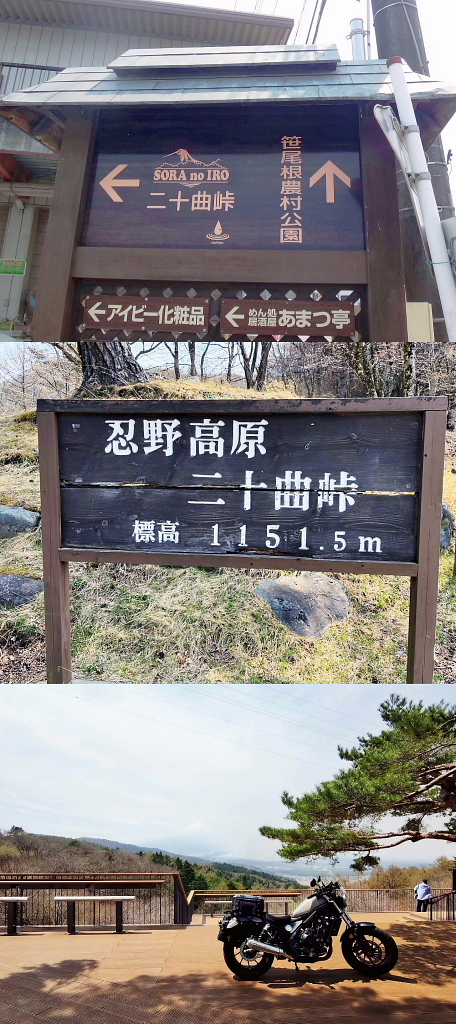 SORA no IRO
二十曲峠
笹尾根農村公園
アイビー化粧品
めん処
居酒屋
あまつ亭
忍野高原
二十曲峠
標高 1151.5m